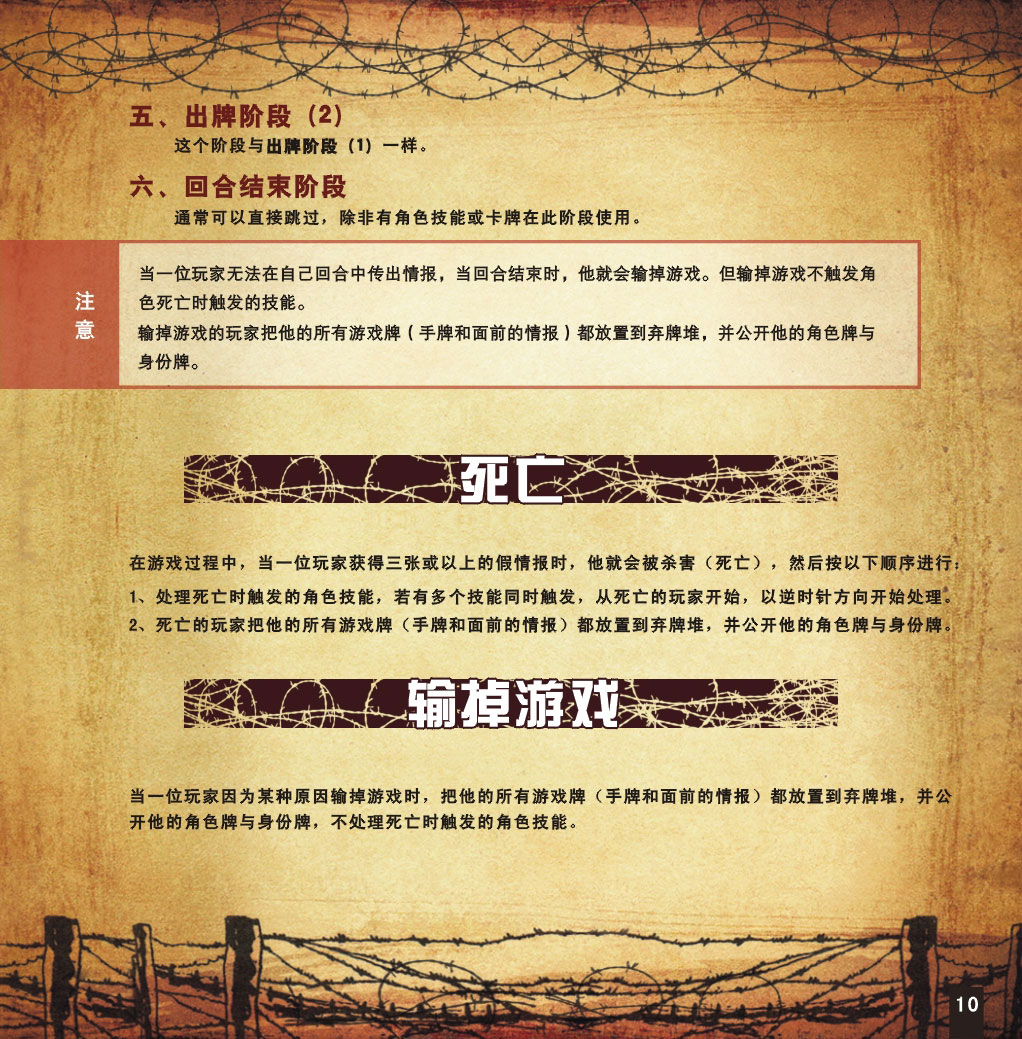 五、出牌阶段（2）
这个阶段与出牌阶段（1）一样。
六、回合结束阶段
通常可以直接跳过，除非有角色技能或卡牌在此阶段使用。
注
意
当一位玩家无法在自己回合中传出情报，当回合结束时，他就会输掉游戏。但输掉游戏不触发角
色死亡时触发的技能。
输掉游戏的玩家把他的所有游戏牌（手牌和面前的情报）都放置到弃牌堆，并公开他的角色牌与
身份牌。
死亡
在游戏过程中，当一位玩家获得三张或以上的假情报时，他就会被杀害（死亡），然后按以下顺序进行：
1、处理死亡时触发的角色技能，若有多个技能同时触发，从死亡的玩家开始，以逆时针方向开始处理。
2、死亡的玩家把他的所有游戏牌（手牌和面前的情报）都放置到弃牌堆，并公开他的角色牌与身份牌。
输掉游戏
当一位玩家因为某种原因输掉游戏时，把他的所有游戏牌（手牌和面前的情报）都放置到弃牌堆，并公
开他的角色牌与身份牌，不处理死亡时触发的角色技能。
10